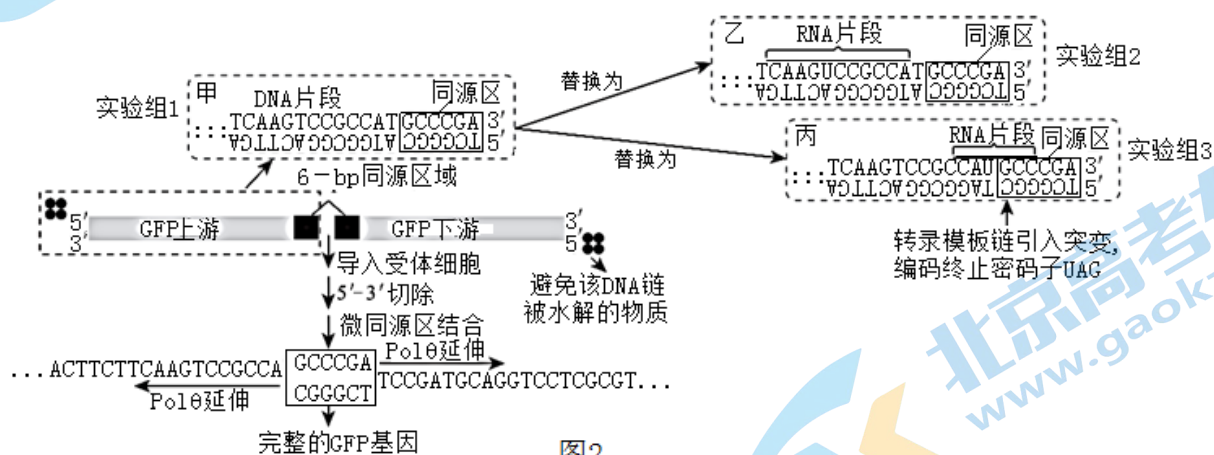 实验组1
甲 DNA片段 同源区
...TCAAGTCCGCCAT GCCCGA 3′
5′
6-bp同源区域
替换为
替换为
乙 RNA片段 同源区
...TCAAGUCCGCCAT GCCCGA 3′
5′
实验组2
丙 RNA片段 同源区
...TCAAGTCCGCCAU GCCCGA 3′
5′
实验组3
转录模板链引入突变,
编码终止密码子UAG
5′ GFP上游 GFP下游 3′
3′ 5
导入受体细胞
5′-3′切除
微同源区结合
避免该DNA链
被水解的物质
...ACTTCTTCAAGTCCGCCA GCCCGA Polθ延伸
Polθ延伸 CGGGCT TCCGATGCAGGTCCTCGCGT...
完整的GFP基因
图2
北京高考
www.gaok